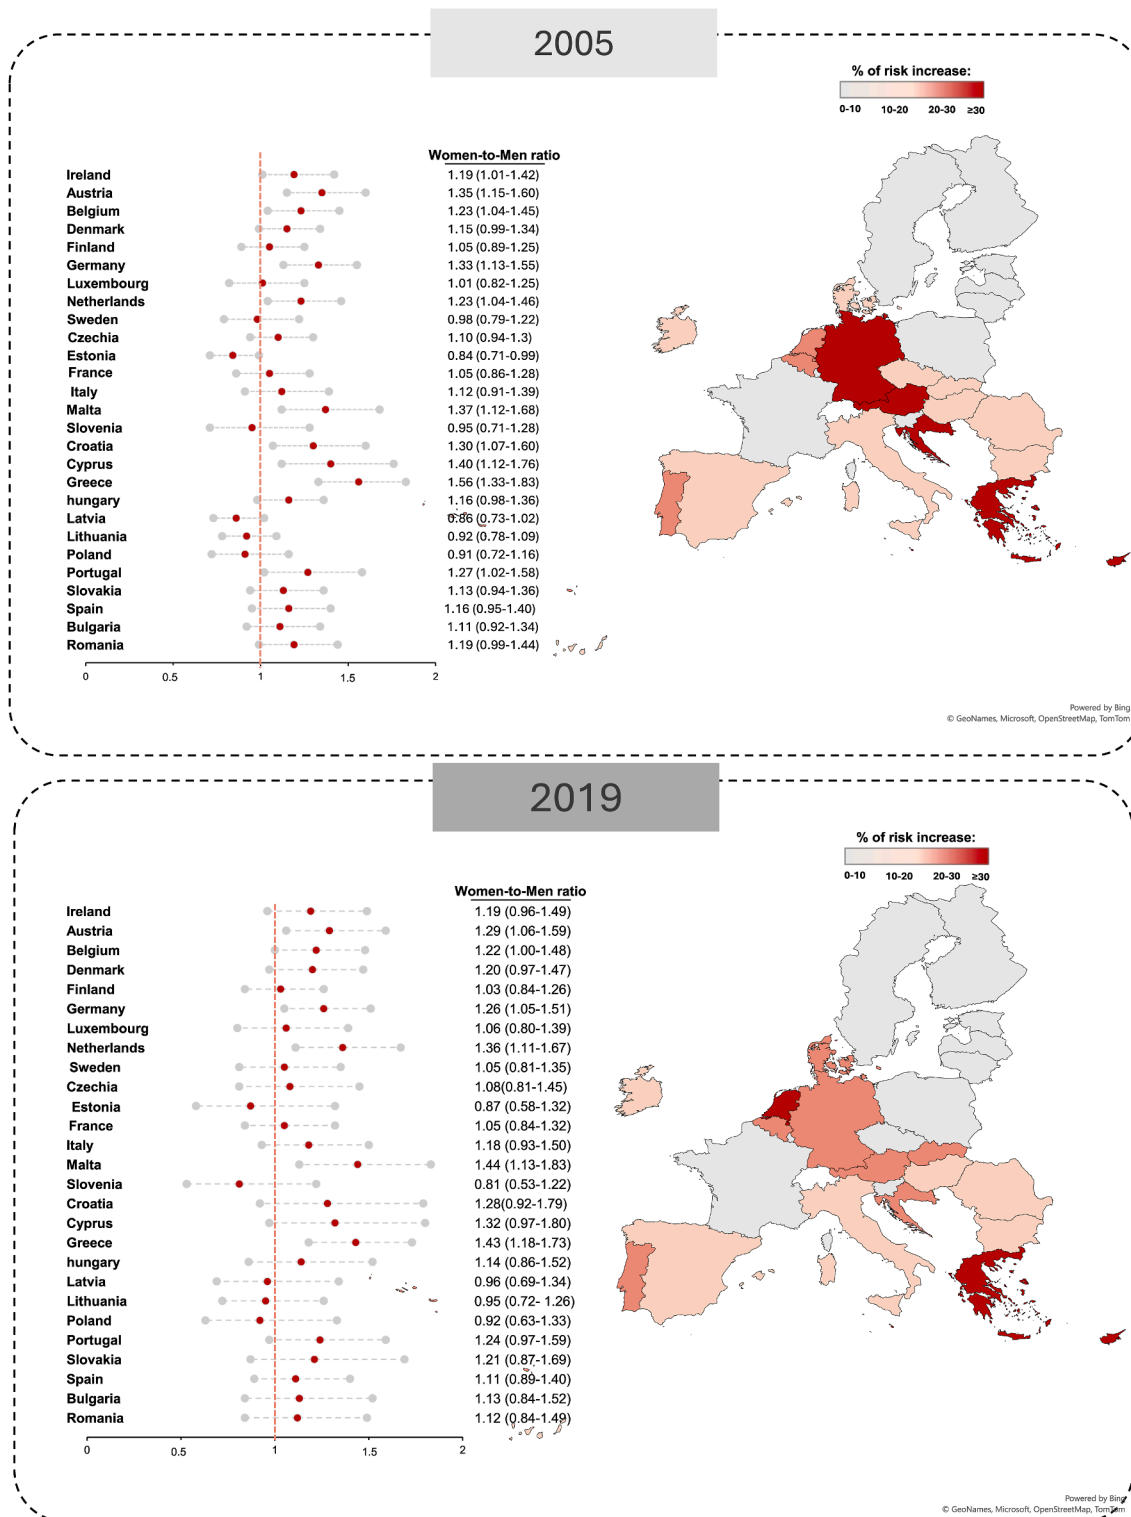 2005
% of risk increase:
0-10 10-20 20-30 ≥30
Women-to-Men ratio
Ireland 1.19 (1.01-1.42)
Austria 1.35 (1.15-1.60)
Belgium 1.23 (1.04-1.45)
Denmark 1.15 (0.99-1.34)
Finland 1.05 (0.89-1.25)
Germany 1.33 (1.13-1.55)
Luxembourg 1.01 (0.82-1.25)
Netherlands 1.23 (1.04-1.46)
Sweden 0.98 (0.79-1.22)
Czechia 1.10 (0.94-1.3)
Estonia 0.84 (0.71-0.99)
France 1.05 (0.86-1.28)
Italy 1.12 (0.91-1.39)
Malta 1.37 (1.12-1.68)
Slovenia 0.95 (0.71-1.28)
Croatia 1.30 (1.07-1.60)
Cyprus 1.40 (1.12-1.76)
Greece 1.56 (1.33-1.83)
hungary 1.16 (0.98-1.36)
Latvia 0.86 (0.73-1.02)
Lithuania 0.92 (0.78-1.09)
Poland 0.91 (0.72-1.16)
Portugal 1.27 (1.02-1.58)
Slovakia 1.13 (0.94-1.36)
Spain 1.16 (0.95-1.40)
Bulgaria 1.11 (0.92-1.34)
Romania 1.19 (0.99-1.44)
0 0.5 1 1.5 2
Powered by Bing
© GeoNames, Microsoft, OpenStreetMap, TomTom
2019
% of risk increase:
0-10 10-20 20-30 ≥30
Women-to-Men ratio
Ireland 1.19 (0.96-1.49)
Austria 1.29 (1.06-1.59)
Belgium 1.22 (1.00-1.48)
Denmark 1.20 (0.97-1.47)
Finland 1.03 (0.84-1.26)
Germany 1.26 (1.05-1.51)
Luxembourg 1.06 (0.80-1.39)
Netherlands 1.36 (1.11-1.67)
Sweden 1.05 (0.81-1.35)
Czechia 1.08(0.81-1.45)
Estonia 0.87 (0.58-1.32)
France 1.05 (0.84-1.32)
Italy 1.18 (0.93-1.50)
Malta 1.44 (1.13-1.83)
Slovenia 0.81 (0.53-1.22)
Croatia 1.28(0.92-1.79)
Cyprus 1.32 (0.97-1.80)
Greece 1.43 (1.18-1.73)
hungary 1.14 (0.86-1.52)
Latvia 0.96 (0.69-1.34)
Lithuania 0.95 (0.72- 1.26)
Poland 0.92 (0.63-1.33)
Portugal 1.24 (0.97-1.59)
Slovakia 1.21 (0.87-1.69)
Spain 1.11 (0.89-1.40)
Bulgaria 1.13 (0.84-1.52)
Romania 1.12 (0.84-1.49)
0 0.5 1 1.5 2
Powered by Bing
© GeoNames, Microsoft, OpenStreetMap, TomTom